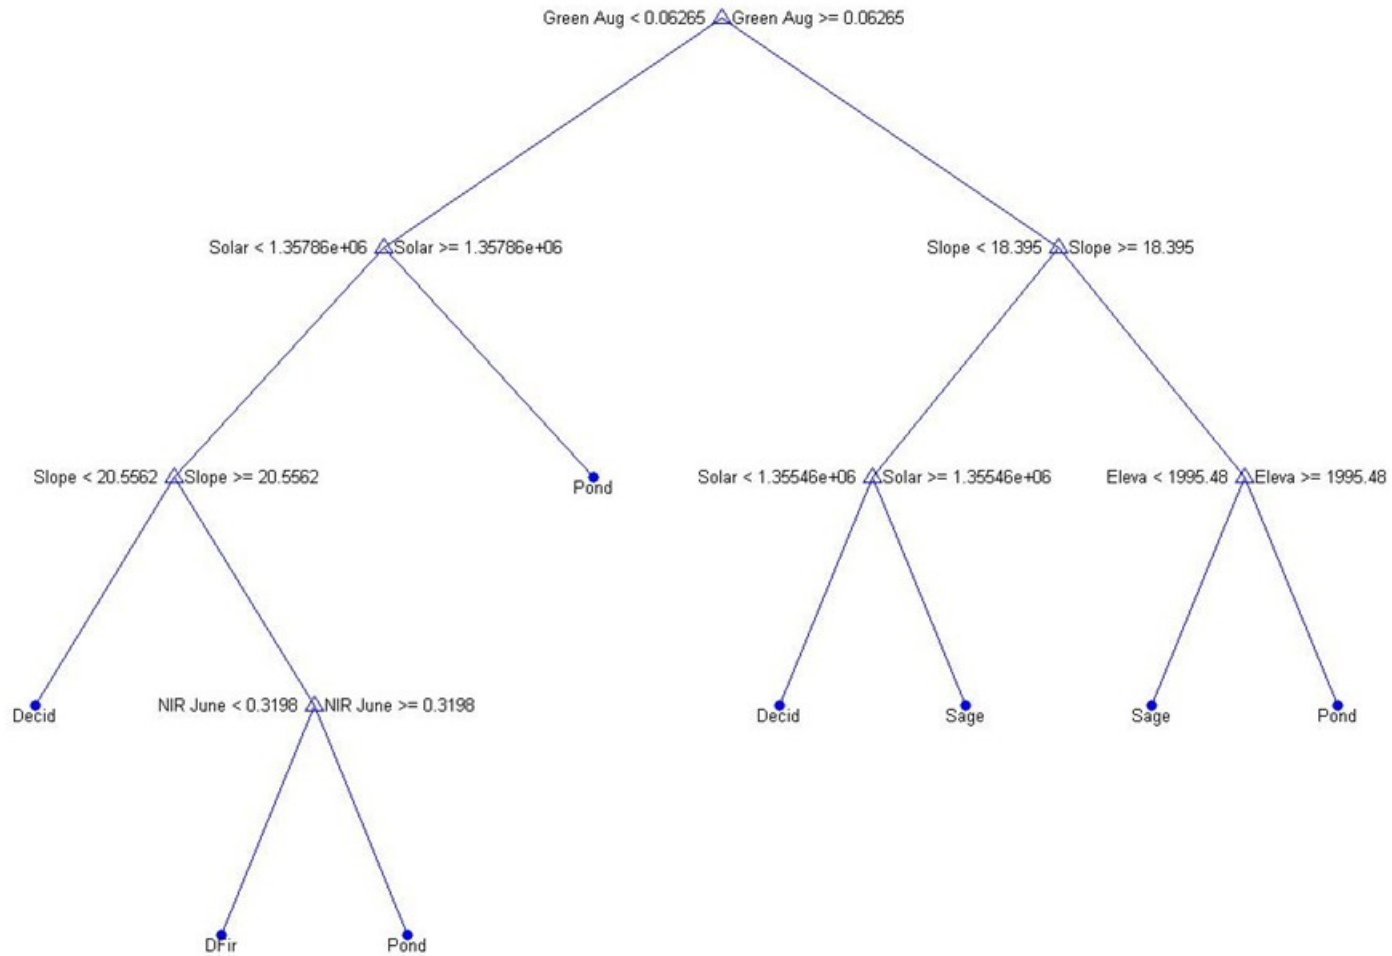 Green Aug < 0.06265 Green Aug >= 0.06265
Solar < 1.35786e+06 Solar >= 1.35786e+06
Slope < 18.395 Slope >= 18.395
Slope < 20.5562 Slope >= 20.5562
Pond
Solar < 1.35546e+06 Solar >= 1.35546e+06
Eleva < 1995.48 Eleva >= 1995.48
Decid
NIR June < 0.3198 NIR June >= 0.3198
Decid
Sage
Sage
Pond
DFir
Pond